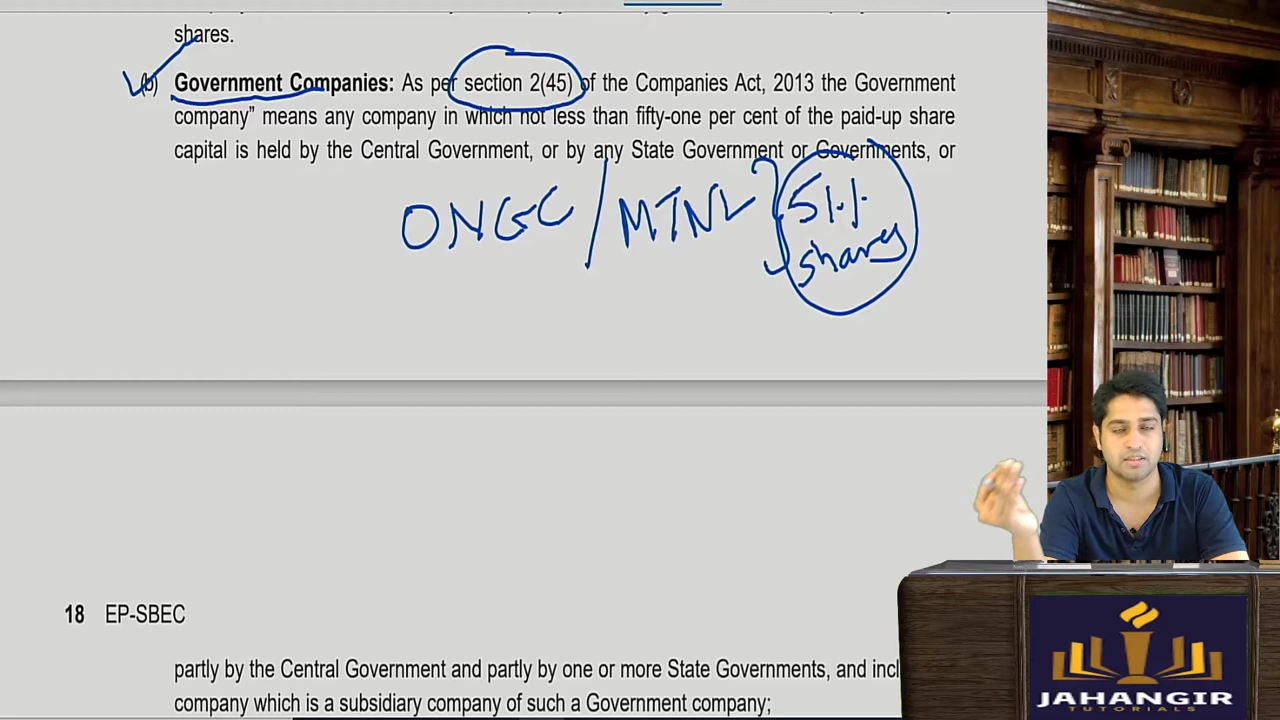 shares.
(b) Government Companies: As per section 2(45) of the Companies Act, 2013 the Government
company” means any company in which not less than fifty-one per cent of the paid-up share
capital is held by the Central Government, or by any State Government or Governments, or
ONGC / MTNL 51%
shares
18 EP-SBEC
partly by the Central Government and partly by one or more State Governments, and
company which is a subsidiary company of such a Government company;
JAHANGIR
TUTORIALS